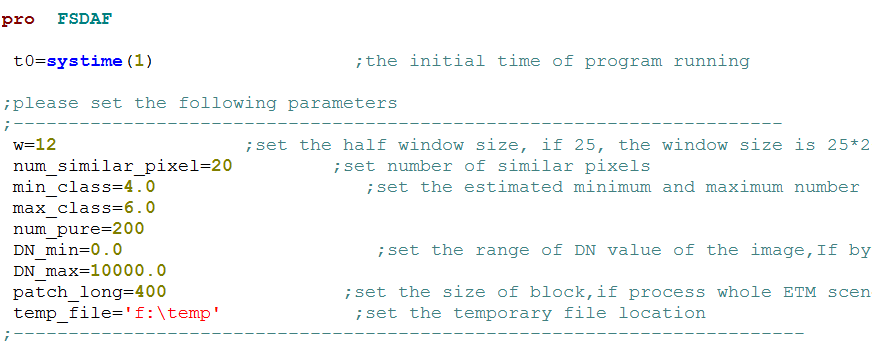 pro FSDAF
t0=systime(1) ;the initial time of program running
;please set the following parameters
;----------------------------------------------------------------------
w=12 ;set the half window size, if 25, the window size is 25*2
num_similar_pixel=20 ;set number of similar pixels
min_class=4.0 ;set the estimated minimum and maximum number
max_class=6.0
num_pure=200
DN_min=0.0 ;set the range of DN value of the image,If by
DN_max=10000.0
patch_long=400 ;set the size of block,if process whole ETM scen
temp_file='f:\temp' ;set the temporary file location
;------------------------------------------------------------------------